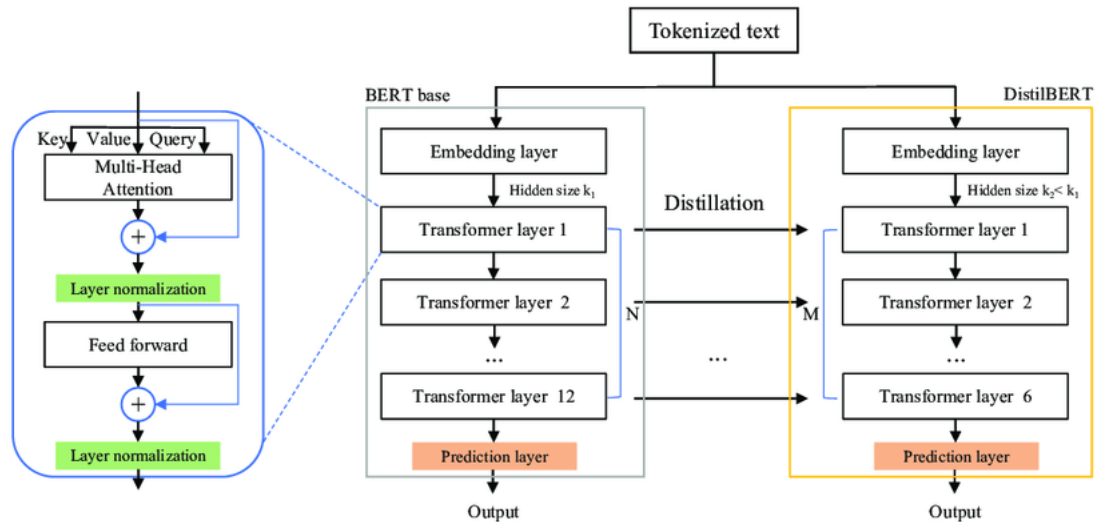 Tokenized text
BERT base
DistilBERT
Key Value Query
Multi-Head
Attention
+
Layer normalization
Feed forward
+
Layer normalization
Embedding layer
Hidden size k₁
Transformer layer 1
Transformer layer 2
...
Transformer layer 12
N
Prediction layer
Output
Distillation
...
Embedding layer
Hidden size k₂< k₁
Transformer layer 1
Transformer layer 2
...
Transformer layer 6
M
Prediction layer
Output